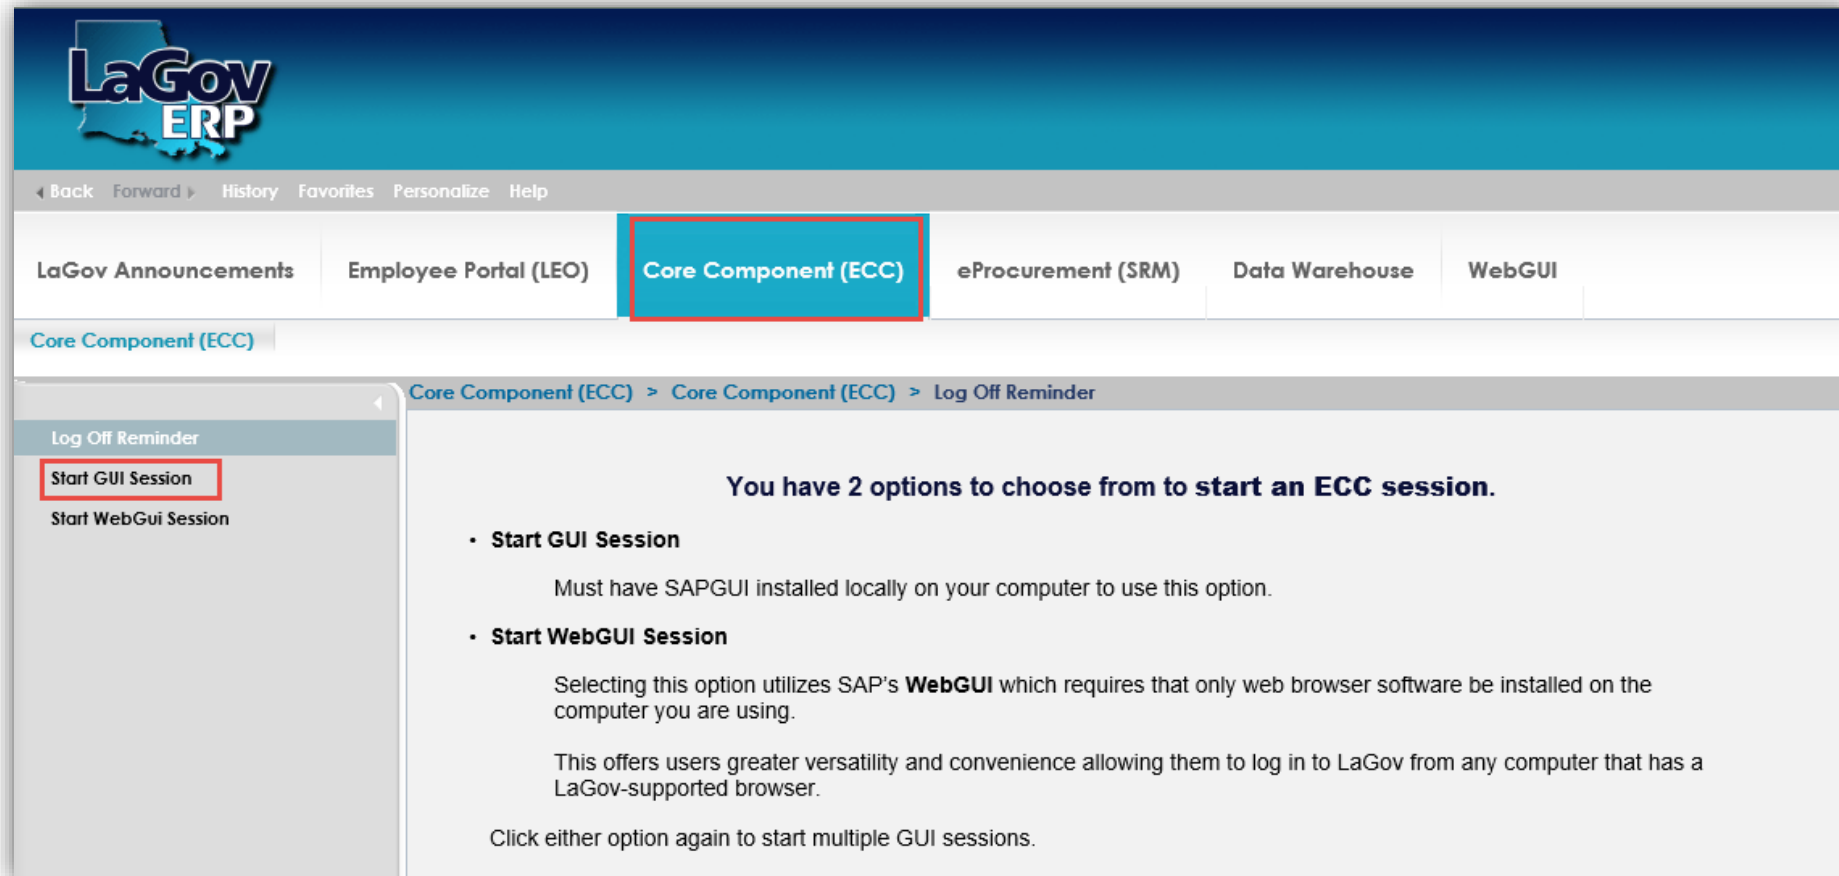 LaGov
ERP
Back Forward History Favorites Personalize Help
LaGov Announcements Employee Portal (LEO) Core Component (ECC) eProcurement (SRM) Data Warehouse WebGUI
Core Component (ECC)
Core Component (ECC) > Core Component (ECC) > Log Off Reminder
Log Off Reminder
Start GUI Session
Start WebGui Session
You have 2 options to choose from to start an ECC session.
• Start GUI Session
Must have SAPGUI installed locally on your computer to use this option.
• Start WebGUI Session
Selecting this option utilizes SAP's WebGUI which requires that only web browser software be installed on the
computer you are using.
This offers users greater versatility and convenience allowing them to log in to LaGov from any computer that has a
LaGov-supported browser.
Click either option again to start multiple GUI sessions.